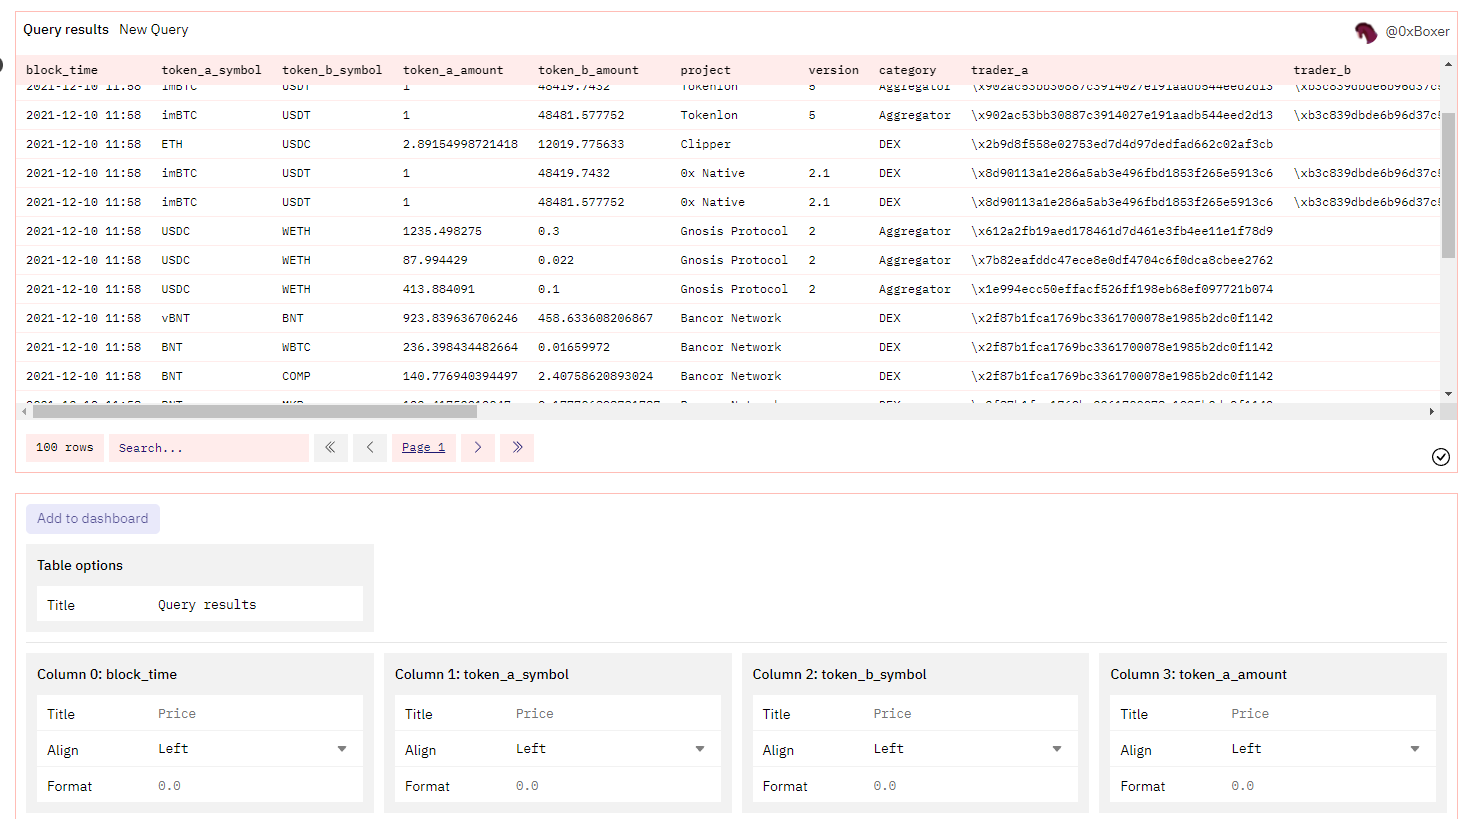 Query results New Query @0xBoxer
block_time token_a_symbol token_b_symbol token_a_amount token_b_amount project version category trader_a trader_b
2021-12-10 11:58 imBTC USDT 1 48419.7432 Tokenlon 5 Aggregator \x902ac53bb30887c3914027e191aadb544eed2d13 \xb3c839dbde6b96d37c5
2021-12-10 11:58 imBTC USDT 1 48481.577752 Tokenlon 5 Aggregator \x902ac53bb30887c3914027e191aadb544eed2d13 \xb3c839dbde6b96d37c5
2021-12-10 11:58 ETH USDC 2.89154998721418 12019.775633 Clipper DEX \x2b9d8f558e02753ed7d4d97dedfad662c02af3cb
2021-12-10 11:58 imBTC USDT 1 48419.7432 0x Native 2.1 DEX \x8d90113a1e286a5ab3e496fbd1853f265e5913c6 \xb3c839dbde6b96d37c5
2021-12-10 11:58 imBTC USDT 1 48481.577752 0x Native 2.1 DEX \x8d90113a1e286a5ab3e496fbd1853f265e5913c6 \xb3c839dbde6b96d37c5
2021-12-10 11:58 USDC WETH 1235.498275 0.3 Gnosis Protocol 2 Aggregator \x612a2fb19aed178461d7d461e3fb4ee11e1f78d9
2021-12-10 11:58 USDC WETH 87.994429 0.022 Gnosis Protocol 2 Aggregator \x7b82eafddc47ece8e0df4704c6f0dca8cbee2762
2021-12-10 11:58 USDC WETH 413.884091 0.1 Gnosis Protocol 2 Aggregator \x1e994ecc50effacf526ff198eb68ef097721b074
2021-12-10 11:58 vBNT BNT 923.839636706246 458.633608206867 Bancor Network DEX \x2f87b1fca1769bc3361700078e1985b2dc0f1142
2021-12-10 11:58 BNT WBTC 236.398434482664 0.01659972 Bancor Network DEX \x2f87b1fca1769bc3361700078e1985b2dc0f1142
2021-12-10 11:58 BNT COMP 140.776940394497 2.40758620893024 Bancor Network DEX \x2f87b1fca1769bc3361700078e1985b2dc0f1142
100 rows Search... Page 1
Add to dashboard
Table options
Title Query results
Column 0: block_time Column 1: token_a_symbol Column 2: token_b_symbol Column 3: token_a_amount
Title Price Title Price Title Price Title Price
Align Left Align Left Align Left Align Left
Format 0.0 Format 0.0 Format 0.0 Format 0.0